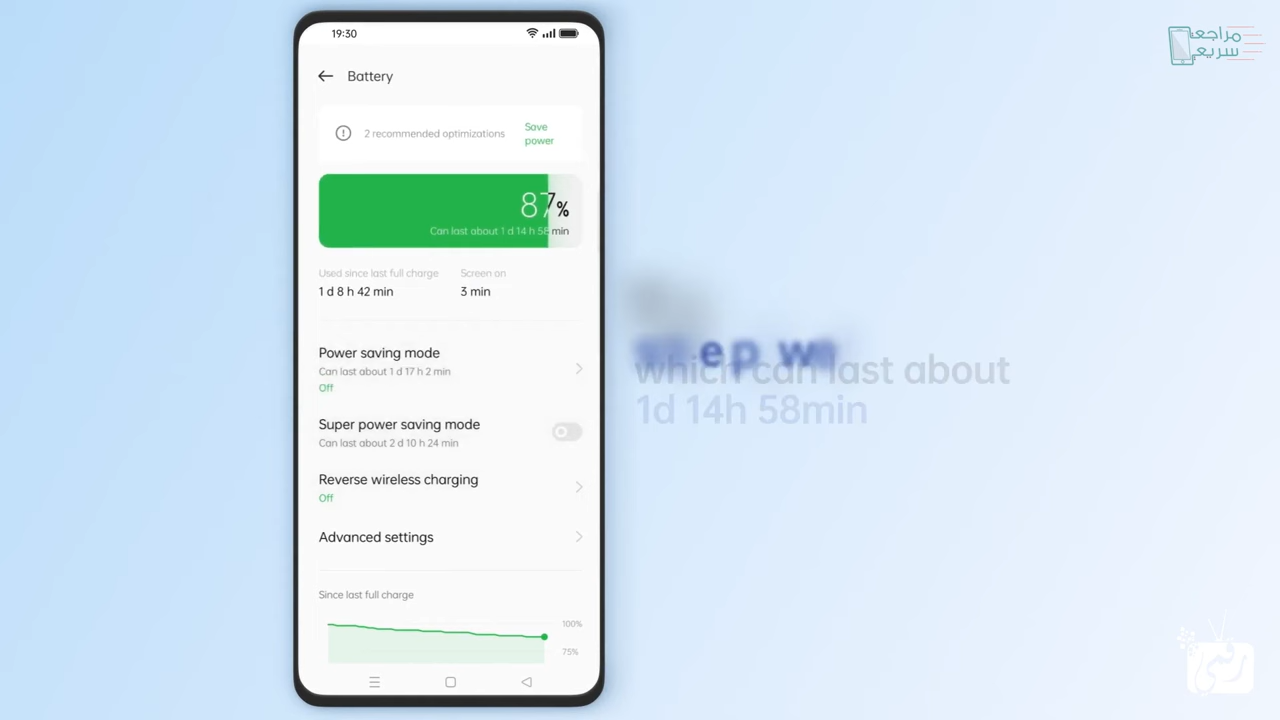 19:30
مراجعة
سريعة
Battery
2 recommended optimizations
Save
power
87%
Can last about 1 d 14 h 58 min
Used since last full charge
Screen on
1 d 8 h 42 min
3 min
Power saving mode
Can last about 1 d 17 h 2 min
Off
which can last about
1d 14h 58min
Super power saving mode
Can last about 2 d 10 h 24 min
Reverse wireless charging
Off
Advanced settings
Since last full charge
100%
75%